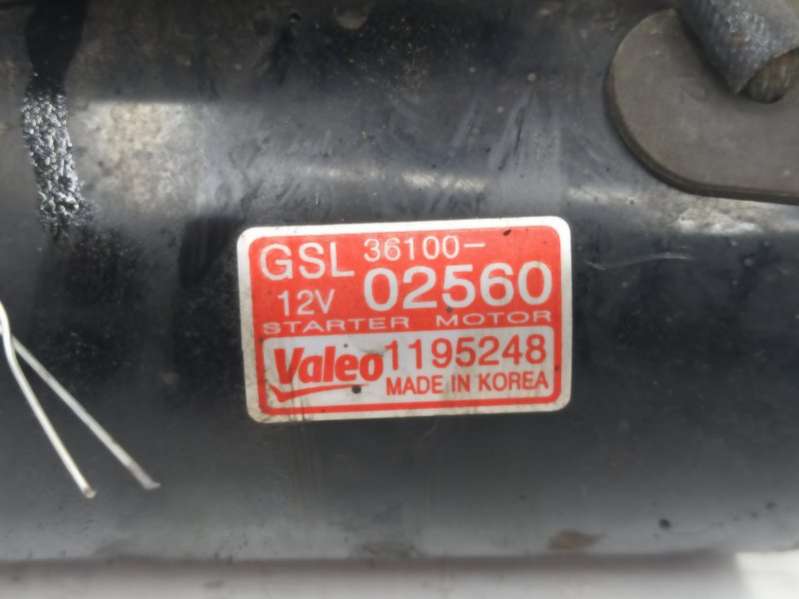 GSL 36100-
12V 02560
STARTER MOTOR
Valeo 1195248
MADE IN KOREA